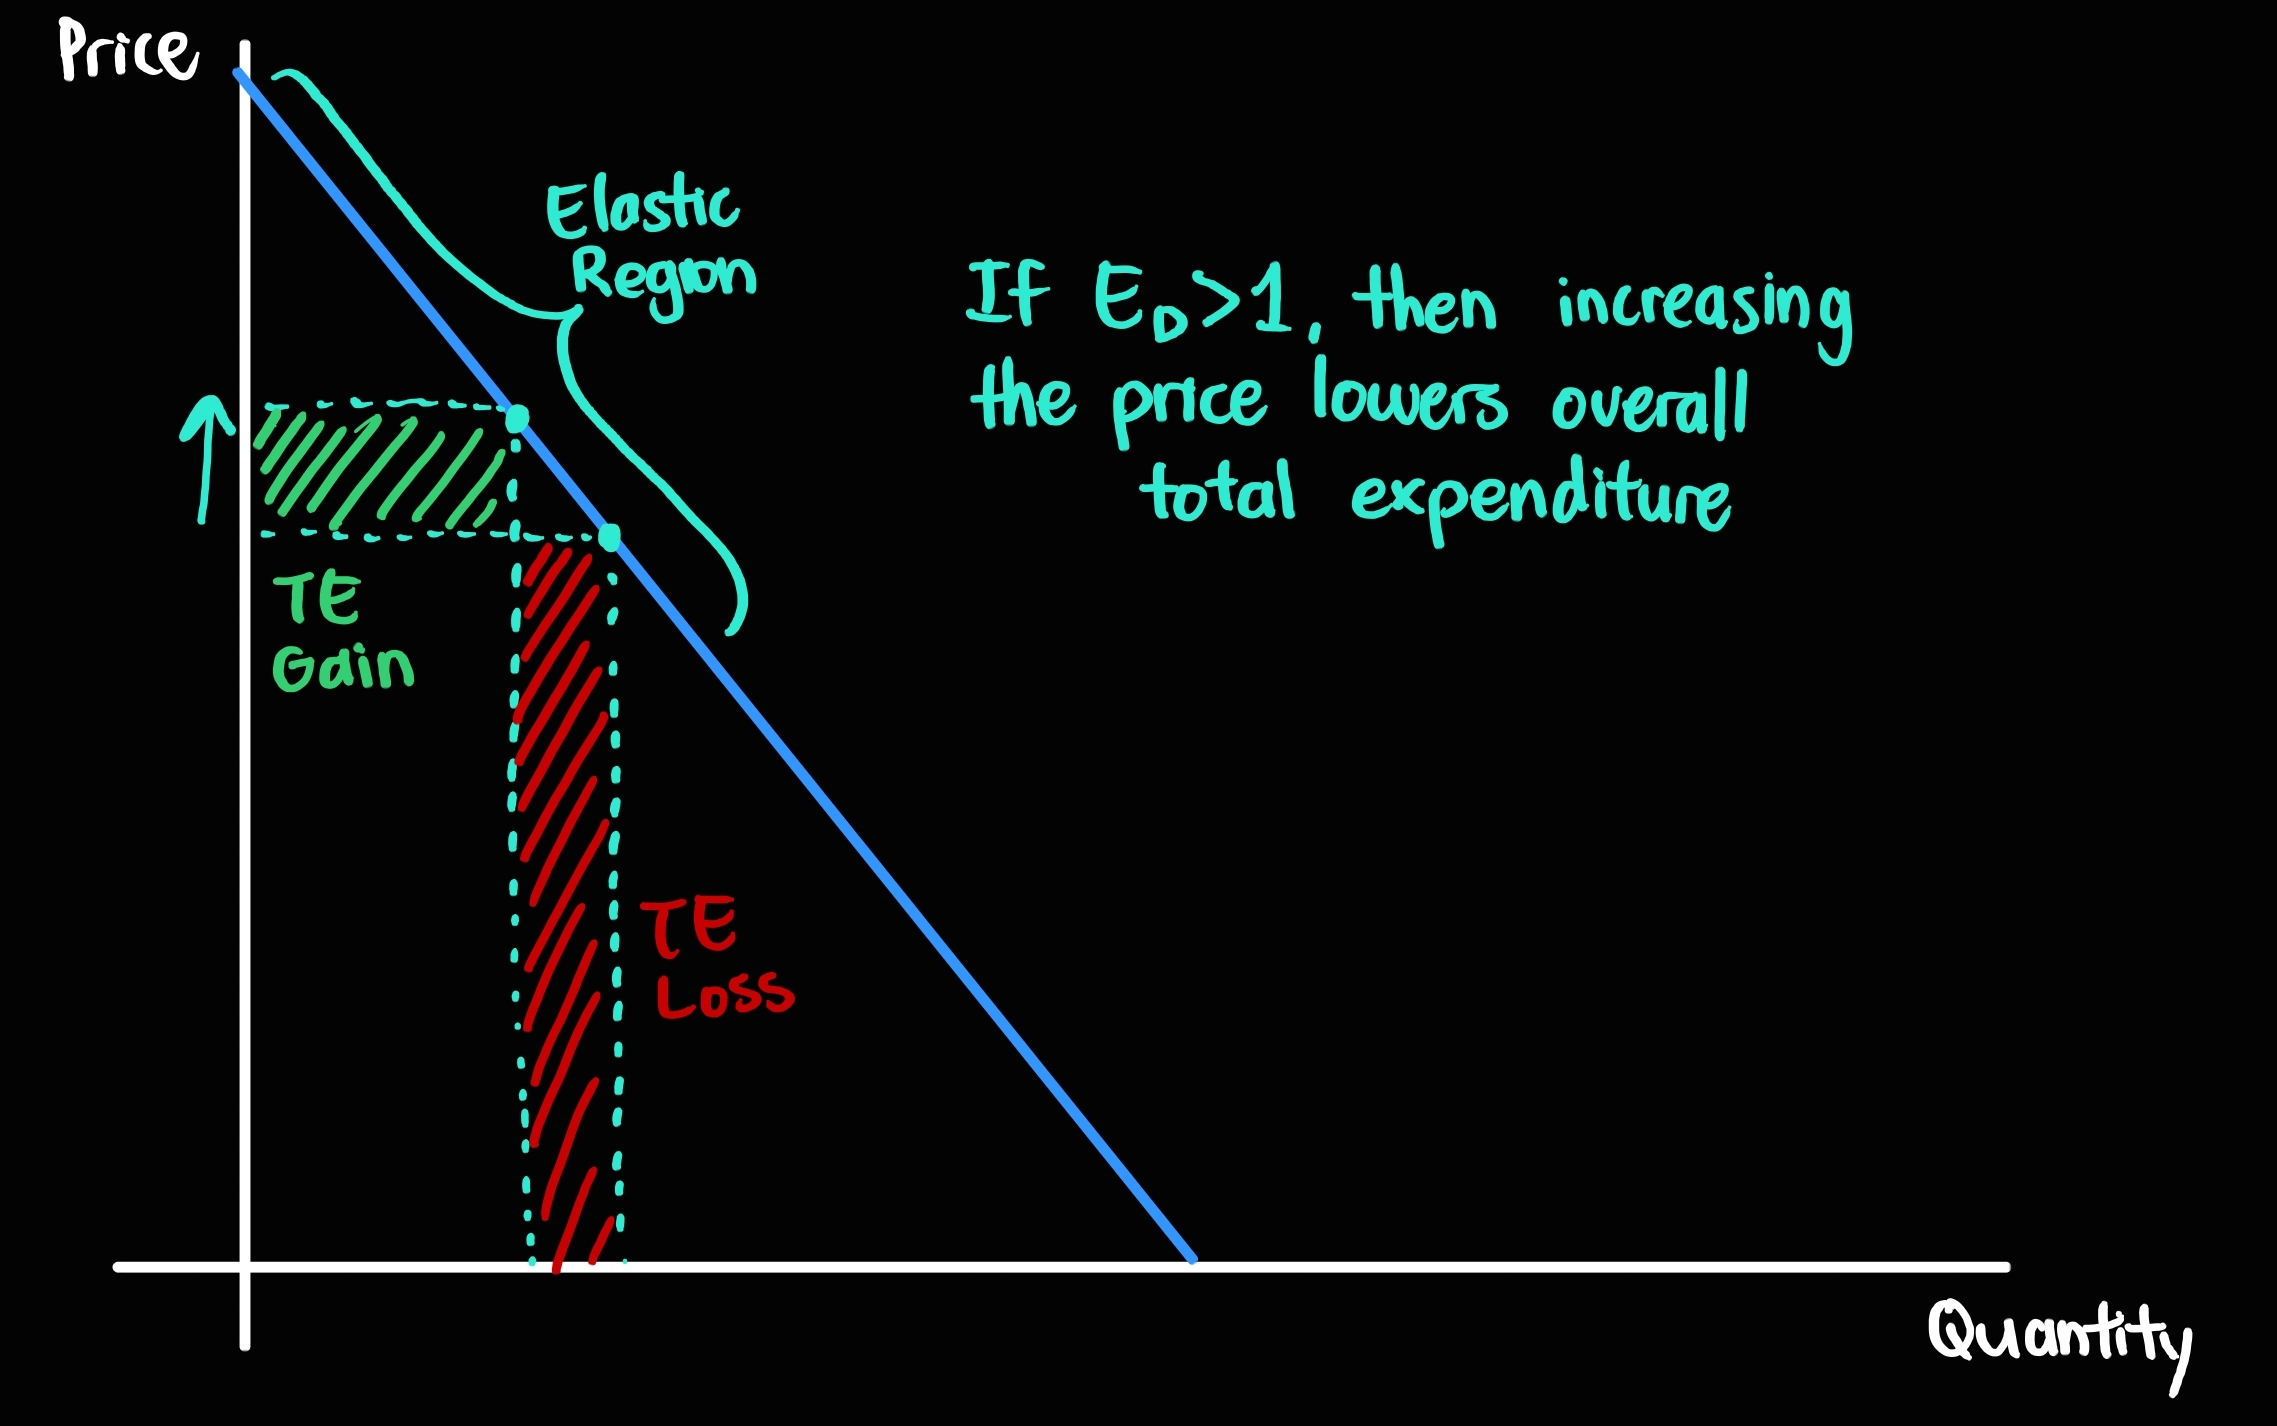 Price
Elastic
Region
If E_D>1, then increasing
the price lowers overall
total expenditure
TE
Gain
TE
Loss
Quantity